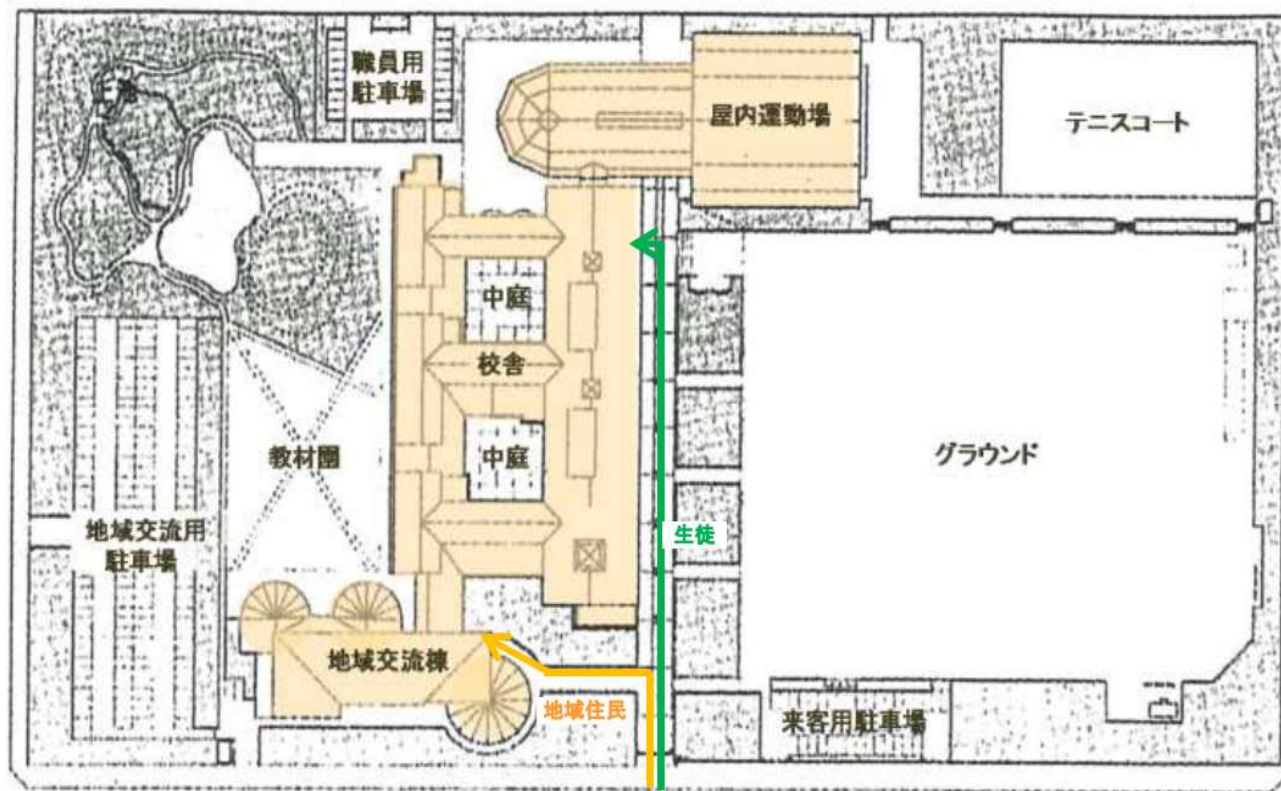 職員用
駐車場
屋内運動場
テニスコート
中庭
校舎
中庭
教材園
グラウンド
地域交流用
駐車場
生徒
地域交流棟
地域住民
来客用駐車場